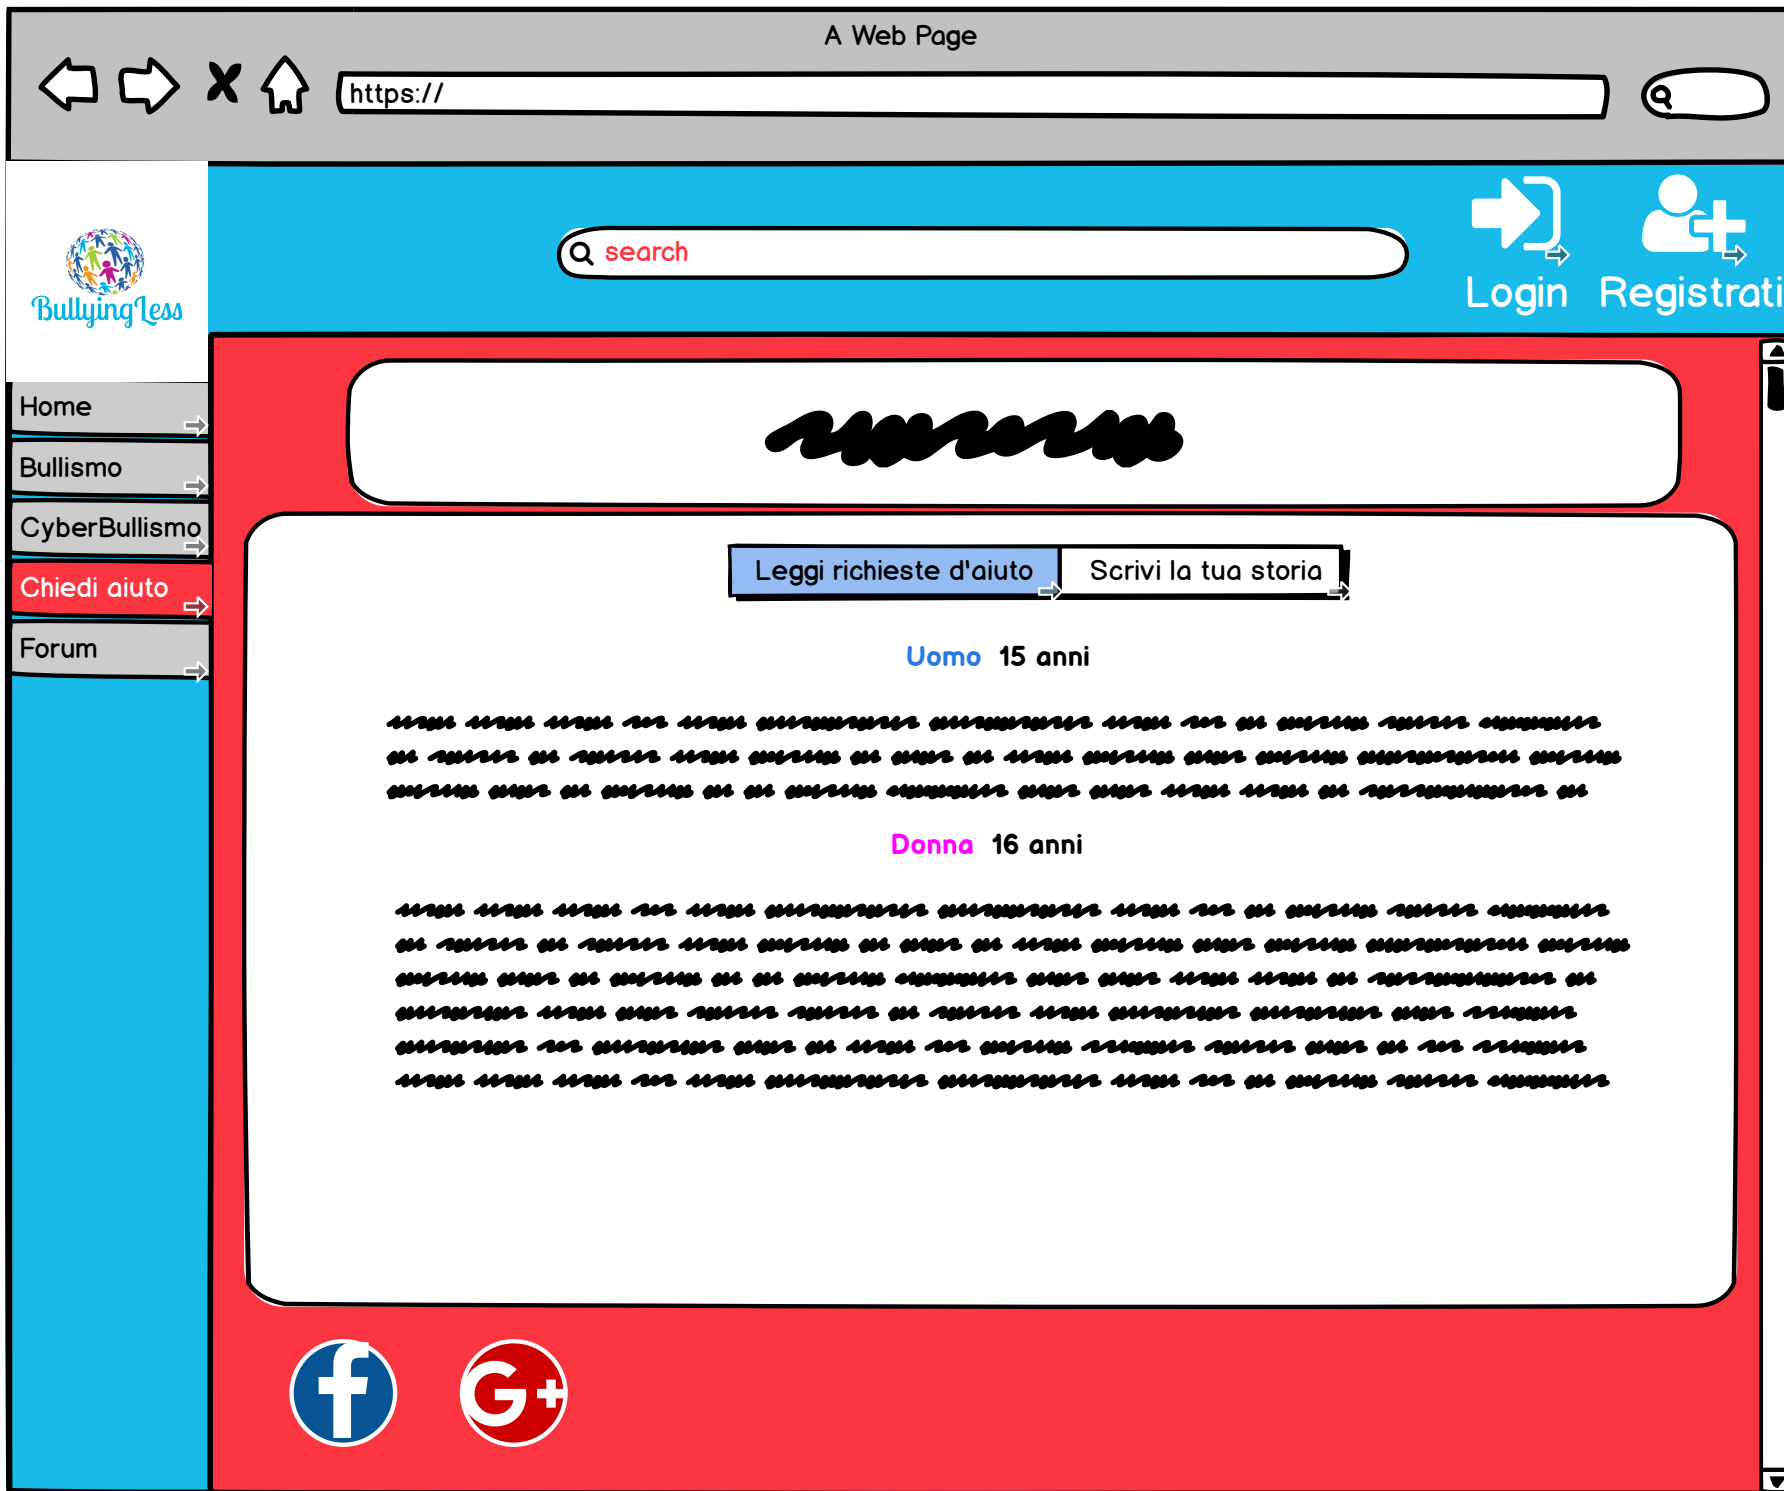 A Web Page
https://
search
Login
Registrati
BullyingLess
Home
Bullismo
CyberBullismo
Chiedi aiuto
Forum
Leggi richieste d'aiuto
Scrivi la tua storia
Uomo 15 anni
Donna 16 anni
f
G+